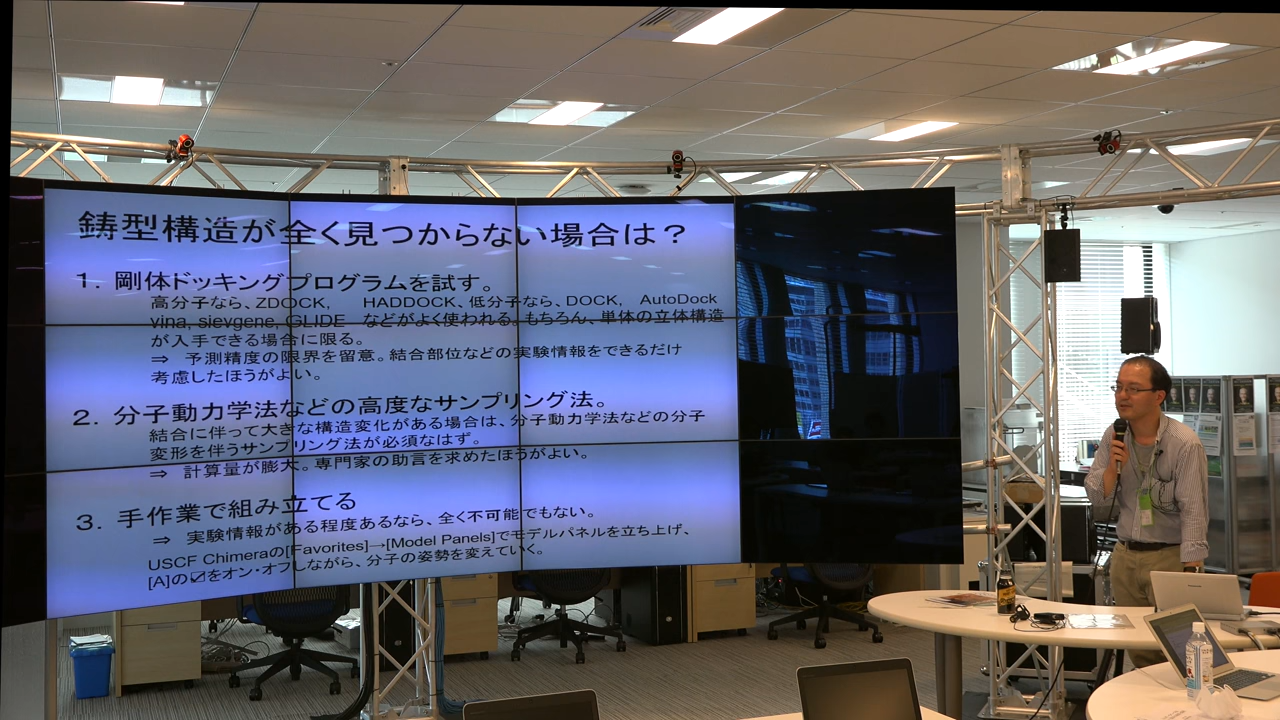 鋳型構造が全く見つからない場合は？
1. 剛体ドッキングプログラムを試す。
高分子なら、ZDOCK, HADDOCK、低分子なら、DOCK, AutoDock
vina, sievgene, GLIDE などがよく使われる。もちろん、単体の立体構造
が入手できる場合に限る。
⇒ 予測精度の限界を留意 合部位などの実験情報をできるだけ
考慮したほうがよい。
2. 分子動力学法などの高度なサンプリング法。
結合に伴って大きな構造変化がある場合は、分子動力学法などの分子
変形を伴うサンプリング法が必須なはず。
⇒ 計算量が膨大。専門家の助言を求めたほうがよい。
3. 手作業で組み立てる
⇒ 実験情報がある程度あるなら、全く不可能でもない。
USCF Chimeraの[Favorites]→[Model Panels]でモデルパネルを立ち上げ、
[A]の☑をオン・オフしながら、分子の姿勢を変えていく。